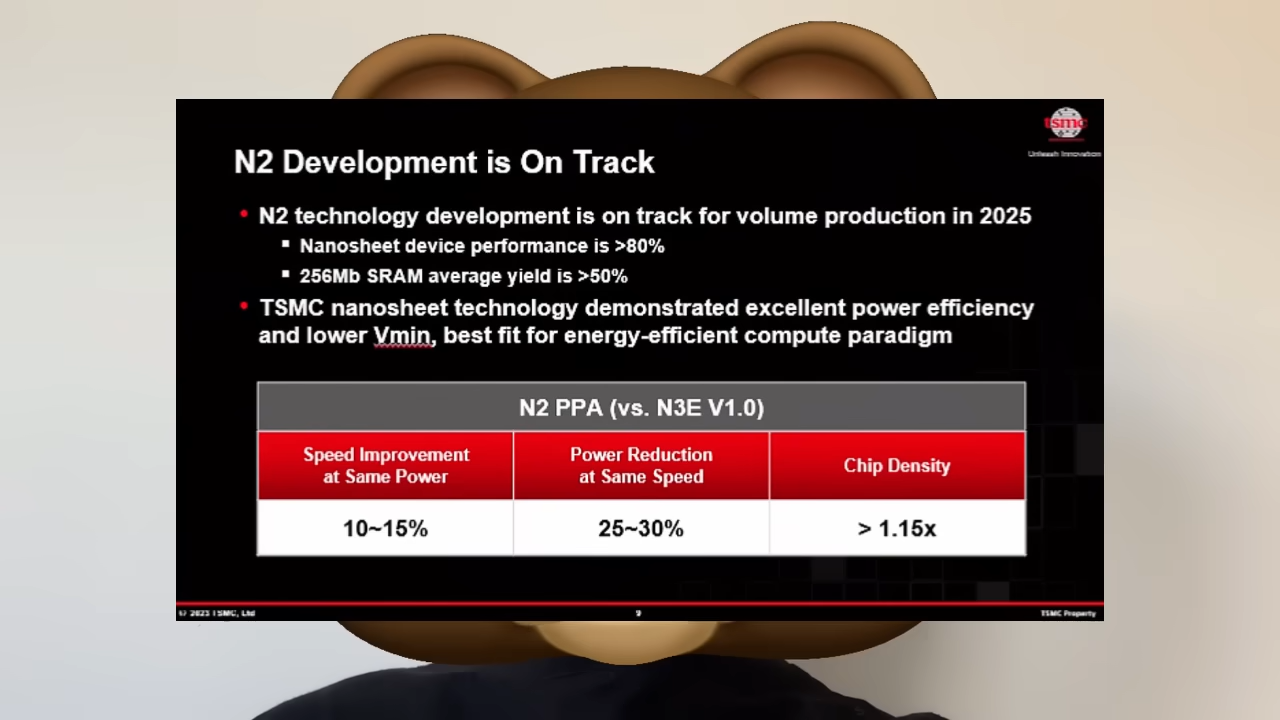 tsmc
Unleash Innovation
N2 Development is On Track
• N2 technology development is on track for volume production in 2025
▪ Nanosheet device performance is >80%
▪ 256Mb SRAM average yield is >50%
• TSMC nanosheet technology demonstrated excellent power efficiency
and lower Vmin, best fit for energy-efficient compute paradigm
N2 PPA (vs. N3E V1.0)
Speed Improvement
at Same Power
Power Reduction
at Same Speed
Chip Density
10~15%
25~30%
> 1.15x
© 2023 TSMC, Ltd
9
TSMC Property